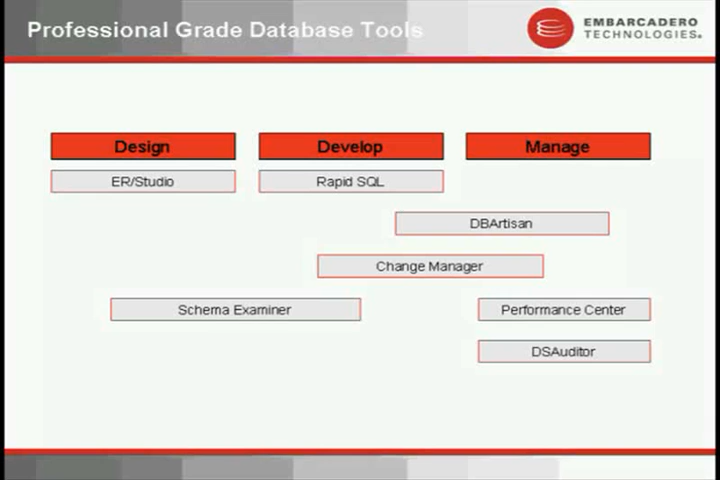 Professional Grade Database Tools
EMBARCADERO
TECHNOLOGIES®
Design
Develop
Manage
ER/Studio
Rapid SQL
DBArtisan
Change Manager
Schema Examiner
Performance Center
DSAuditor